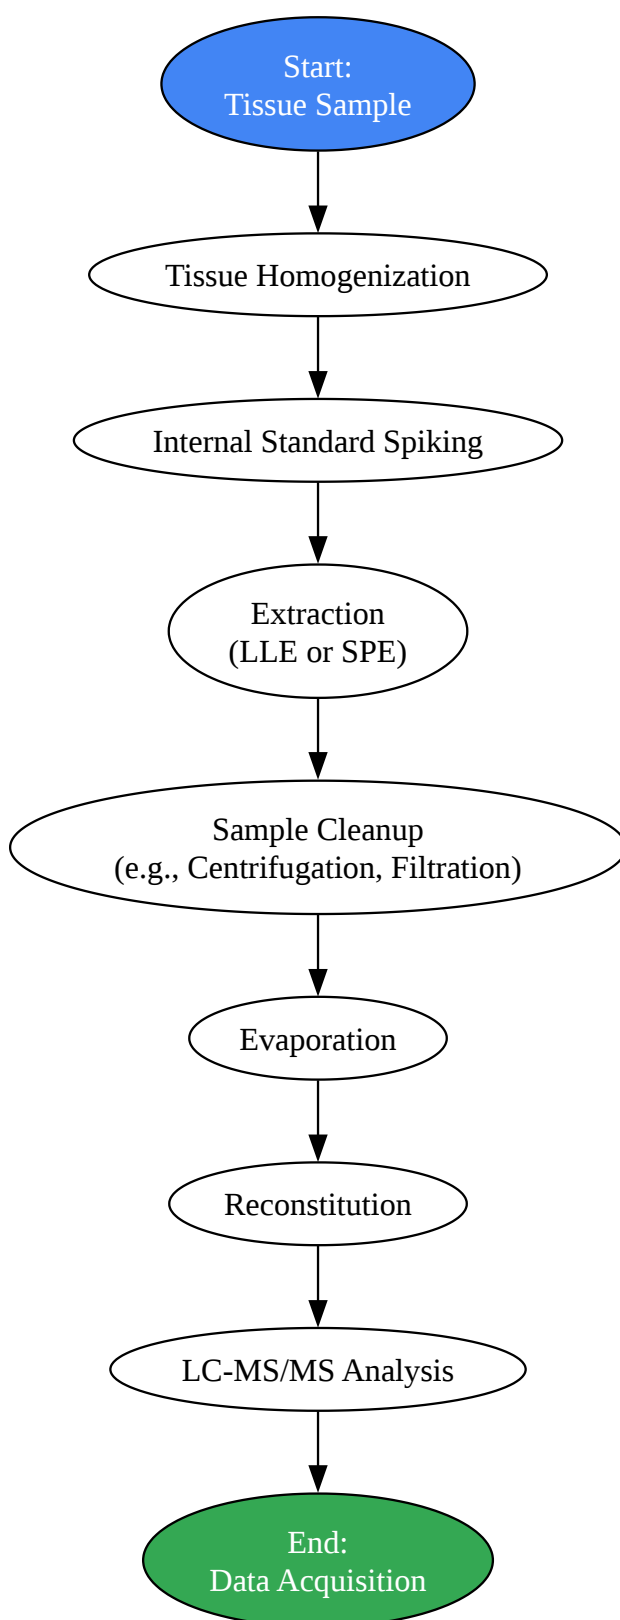 Start:
Tissue Sample
Tissue Homogenization
Internal Standard Spiking
Extraction
(LLE or SPE)
Sample Cleanup
(e.g., Centrifugation, Filtration)
Evaporation
Reconstitution
LC-MS/MS Analysis
End:
Data Acquisition